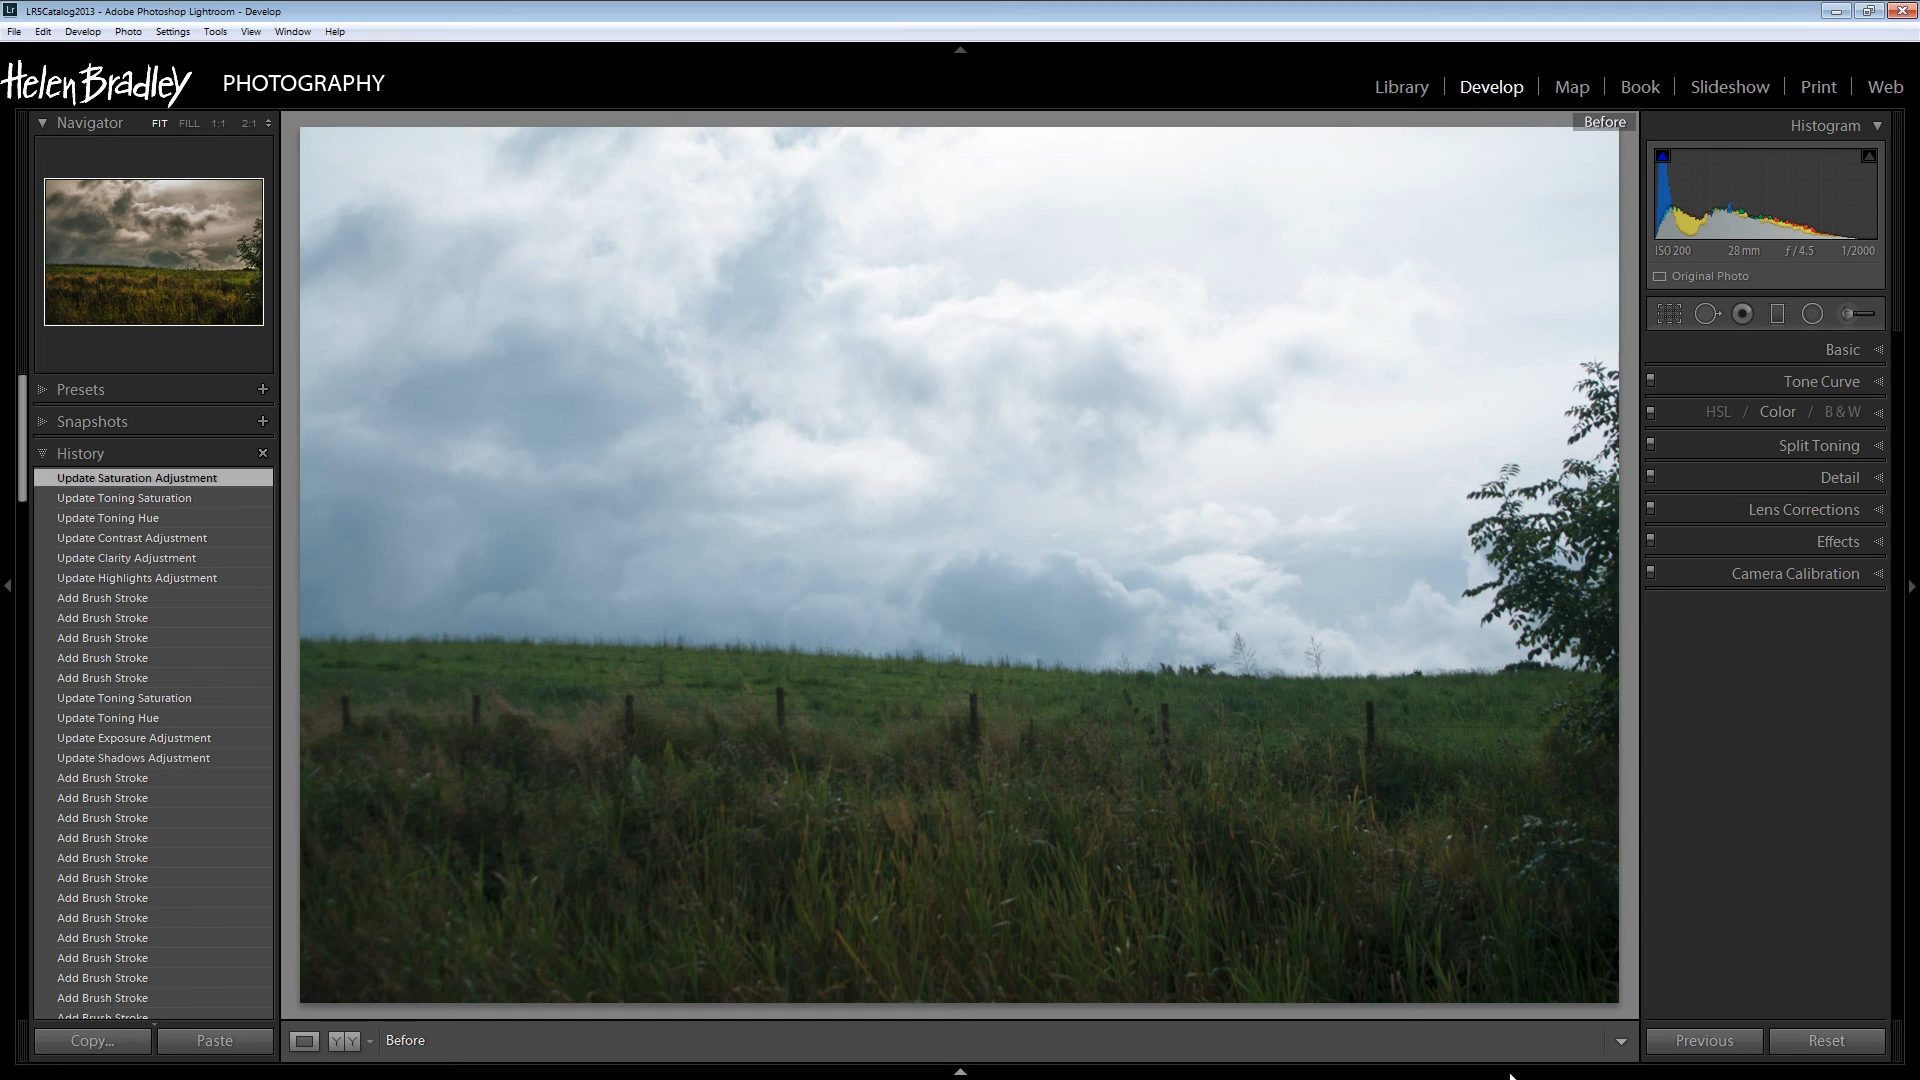 LR5Catalog2013 - Adobe Photoshop Lightroom - Develop
File Edit Develop Photo Settings Tools View Window Help
Helen Bradley PHOTOGRAPHY
Library Develop Map Book Slideshow Print Web
Navigator FIT FILL 1:1 2:1
Before
Histogram
ISO 200 28 mm ƒ / 4.5 1/2000
Original Photo
Basic
Tone Curve
HSL / Color / B & W
Split Toning
Detail
Lens Corrections
Effects
Camera Calibration
Presets
Snapshots
History
Update Saturation Adjustment
Update Toning Saturation
Update Toning Hue
Update Contrast Adjustment
Update Clarity Adjustment
Update Highlights Adjustment
Add Brush Stroke
Add Brush Stroke
Add Brush Stroke
Add Brush Stroke
Add Brush Stroke
Update Toning Saturation
Update Toning Hue
Update Exposure Adjustment
Update Shadows Adjustment
Add Brush Stroke
Add Brush Stroke
Add Brush Stroke
Add Brush Stroke
Add Brush Stroke
Add Brush Stroke
Add Brush Stroke
Add Brush Stroke
Add Brush Stroke
Add Brush Stroke
Add Brush Stroke
Add Brush Stroke
Add Brush Stroke
Copy... Paste
YY Before
Previous Reset